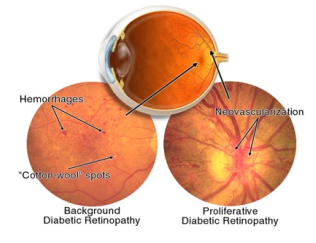 Hemorrhages
Neovascularization
"Cotton-wool" spots
Background
Diabetic Retinopathy
Proliferative
Diabetic Retinopathy